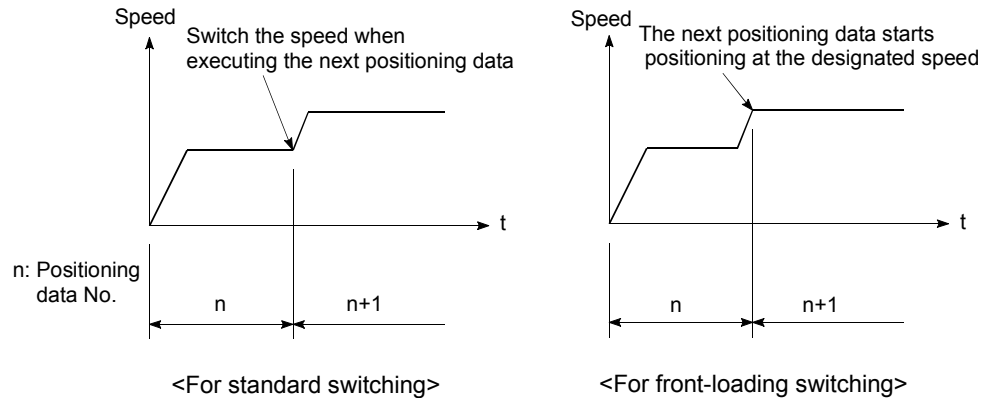 Speed
Switch the speed when
executing the next positioning data
t
n: Positioning
data No.
n
n+1
<For standard switching>
Speed
The next positioning data starts
positioning at the designated speed
t
n
n+1
<For front-loading switching>